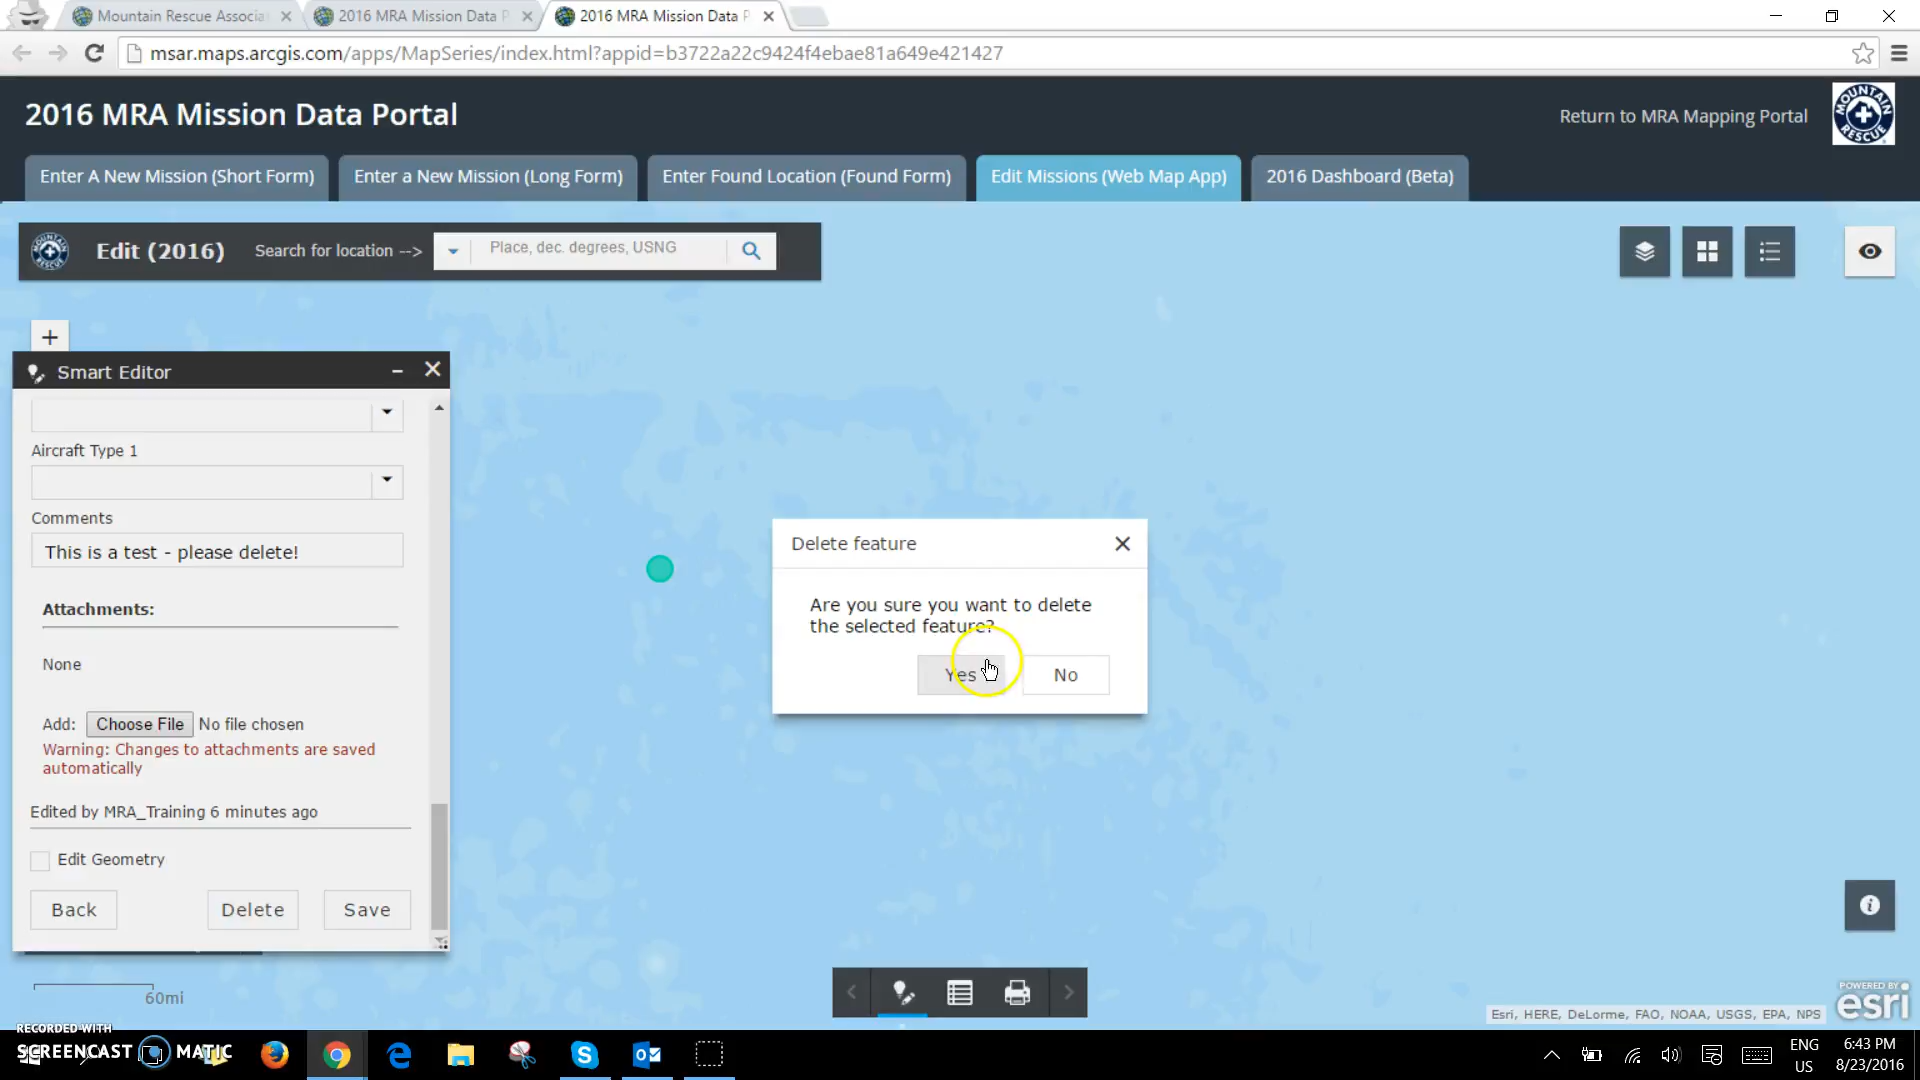 Mountain Rescue Associa
2016 MRA Mission Data P
2016 MRA Mission Data P
msar.maps.arcgis.com/apps/MapSeries/index.html?appid=b3722a22c9424f4ebae81a649e421427
2016 MRA Mission Data Portal
Return to MRA Mapping Portal
MOUNTAIN
RESCUE
Enter A New Mission (Short Form)
Enter a New Mission (Long Form)
Enter Found Location (Found Form)
Edit Missions (Web Map App)
2016 Dashboard (Beta)
Edit (2016)
Search for location -->
Place, dec. degrees, USNG
+
Smart Editor
Aircraft Type 1
Comments
This is a test - please delete!
Attachments:
None
Add: Choose File No file chosen
Warning: Changes to attachments are saved
automatically
Edited by MRA_Training 6 minutes ago
Edit Geometry
Back
Delete
Save
Delete feature
Are you sure you want to delete
the selected feature?
Yes
No
60mi
Esri, HERE, DeLorme, FAO, NOAA, USGS, EPA, NPS
POWERED BY
esri
RECORDED WITH
SCREENCAST MATIC
ENG
US
6:43 PM
8/23/2016